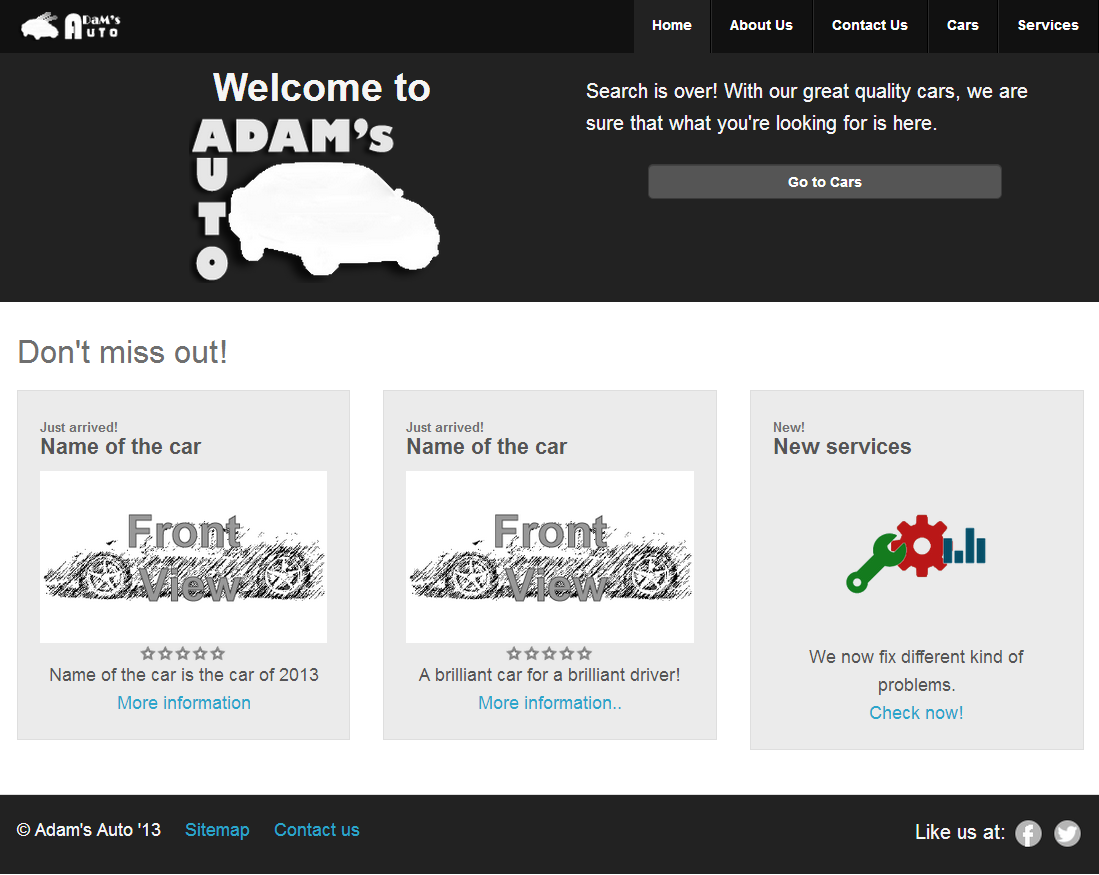 ADaM's
AUTO
Home
About Us
Contact Us
Cars
Services
Welcome to
ADAM's
AUTO
Search is over! With our great quality cars, we are
sure that what you're looking for is here.
Go to Cars
Don't miss out!
Just arrived!
Name of the car
Front
View
Name of the car is the car of 2013
More information
Just arrived!
Name of the car
Front
View
A brilliant car for a brilliant driver!
More information..
New!
New services
We now fix different kind of
problems.
Check now!
© Adam's Auto '13
Sitemap
Contact us
Like us at: